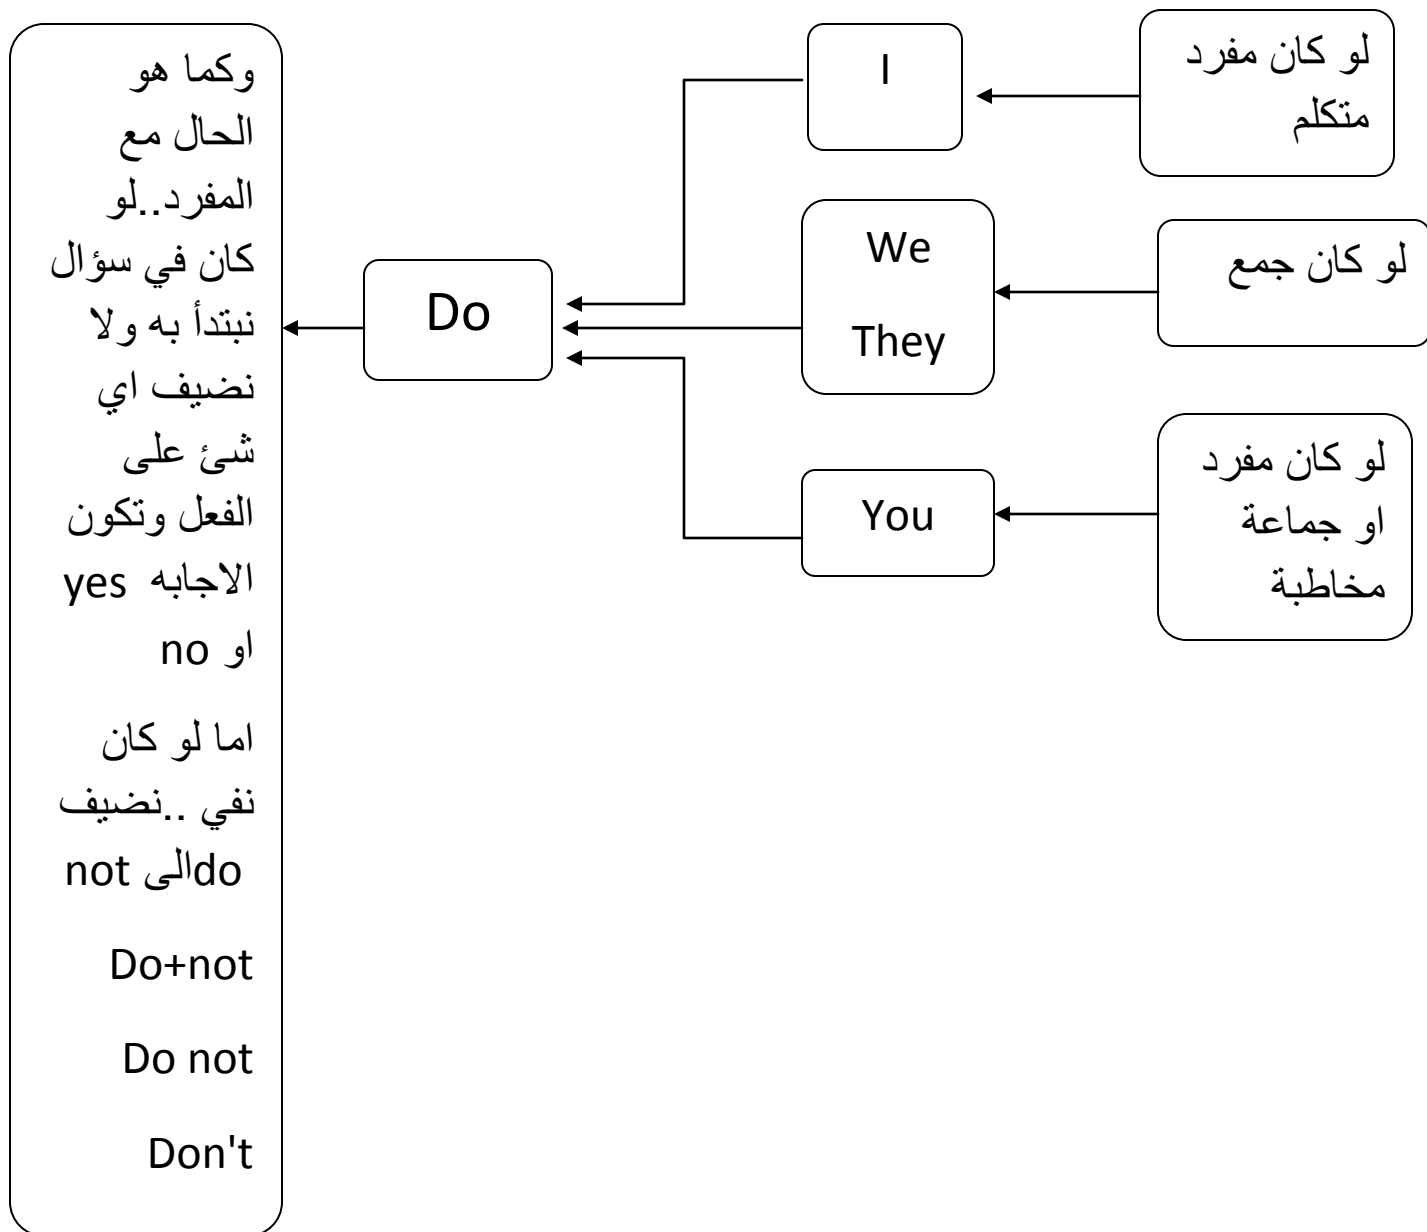 لو كان مفرد
متكلم
I
لو كان جمع
We
They
لو كان مفرد
او جماعة
مخاطبة
You
Do
وكما هو
الحال مع
المفرد..لو
كان في سؤال
نبتدأ به ولا
نضيف اي
شئ على
الفعل وتكون
الاجابه yes
او no
اما لو كان
نفي ..نضيف
doالى not
Do+not
Do not
Don't